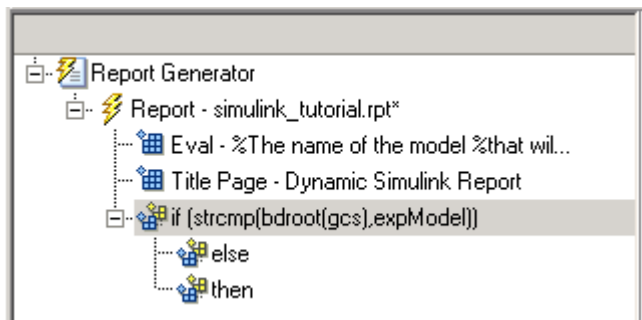 Report Generator
Report - simulink_tutorial.rpt*
Eval - %The name of the model %that wil...
Title Page - Dynamic Simulink Report
if (strcmp(bdroot(gcs),expModel))
else
then